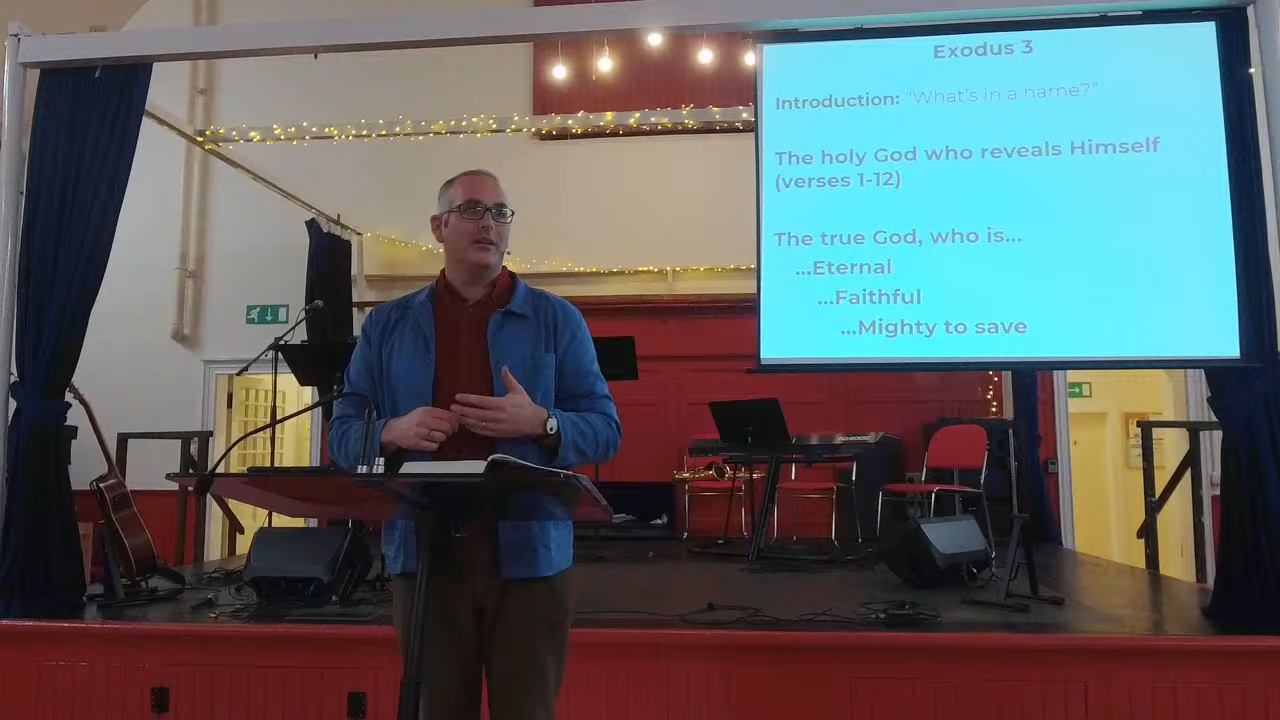 Exodus 3
Introduction: "What's in a name?"
The holy God who reveals Himself
(verses 1-12)
The true God, who is...
...Eternal
...Faithful
...Mighty to save